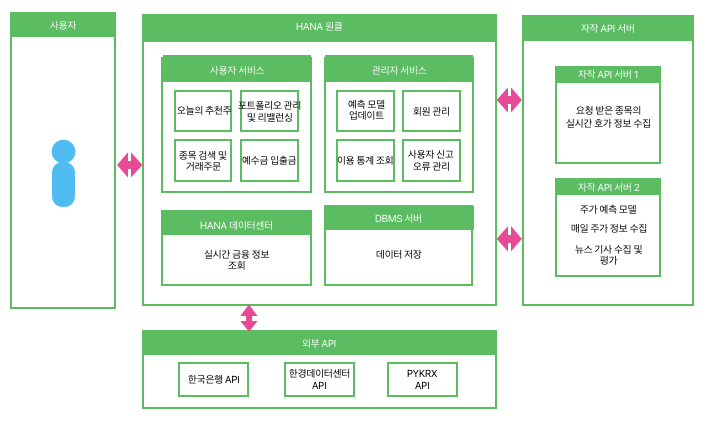 사용자
HANA 원클
자작 API 서버
사용자 서비스
오늘의 추천주
포트폴리오 관리
및 리밸런싱
종목 검색 및
거래주문
예수금 입출금
관리자 서비스
예측 모델
업데이트
회원 관리
이용 통계 조회
사용자 신고
오류 관리
HANA 데이터센터
실시간 금융 정보
조회
DBMS 서버
데이터 저장
자작 API 서버 1
요청 받은 종목의
실시간 호가 정보 수집
자작 API 서버 2
주가 예측 모델
매일 주가 정보 수집
뉴스 기사 수집 및
평가
외부 API
한국은행 API
한경데이터센터
API
PYKRX
API